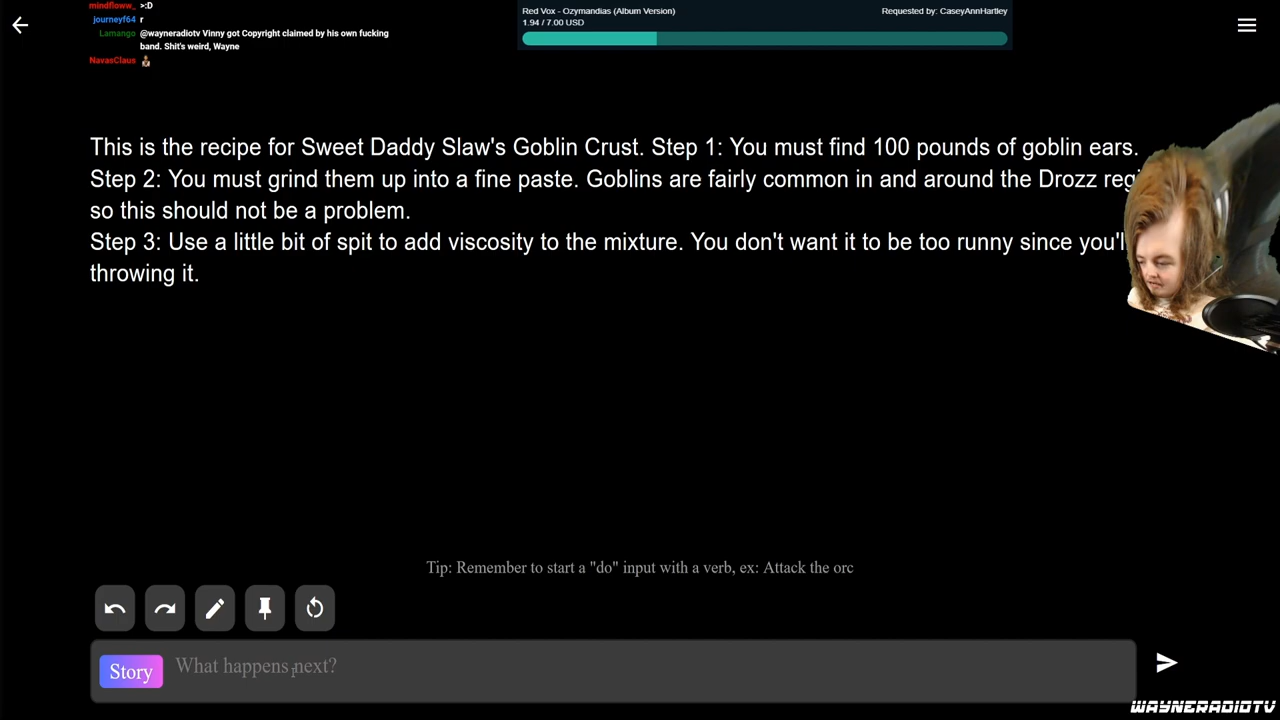 mindfloww_ >:D
journeyf64 r
Lamango @wayneradiotv Vinny got Copyright claimed by his own fucking
band. Shit's weird, Wayne
NavasClaus
Red Vox - Ozymandias (Album Version) Requested by: CaseyAnnHartley
1.94 / 7.00 USD
This is the recipe for Sweet Daddy Slaw's Goblin Crust. Step 1: You must find 100 pounds of goblin ears.
Step 2: You must grind them up into a fine paste. Goblins are fairly common in and around the Drozz
so this should not be a problem.
Step 3: Use a little bit of spit to add viscosity to the mixture. You don't want it to be too runny since
throwing it.
Tip: Remember to start a "do" input with a verb, ex: Attack the orc
Story What happens next?
WAYNERADIOTV